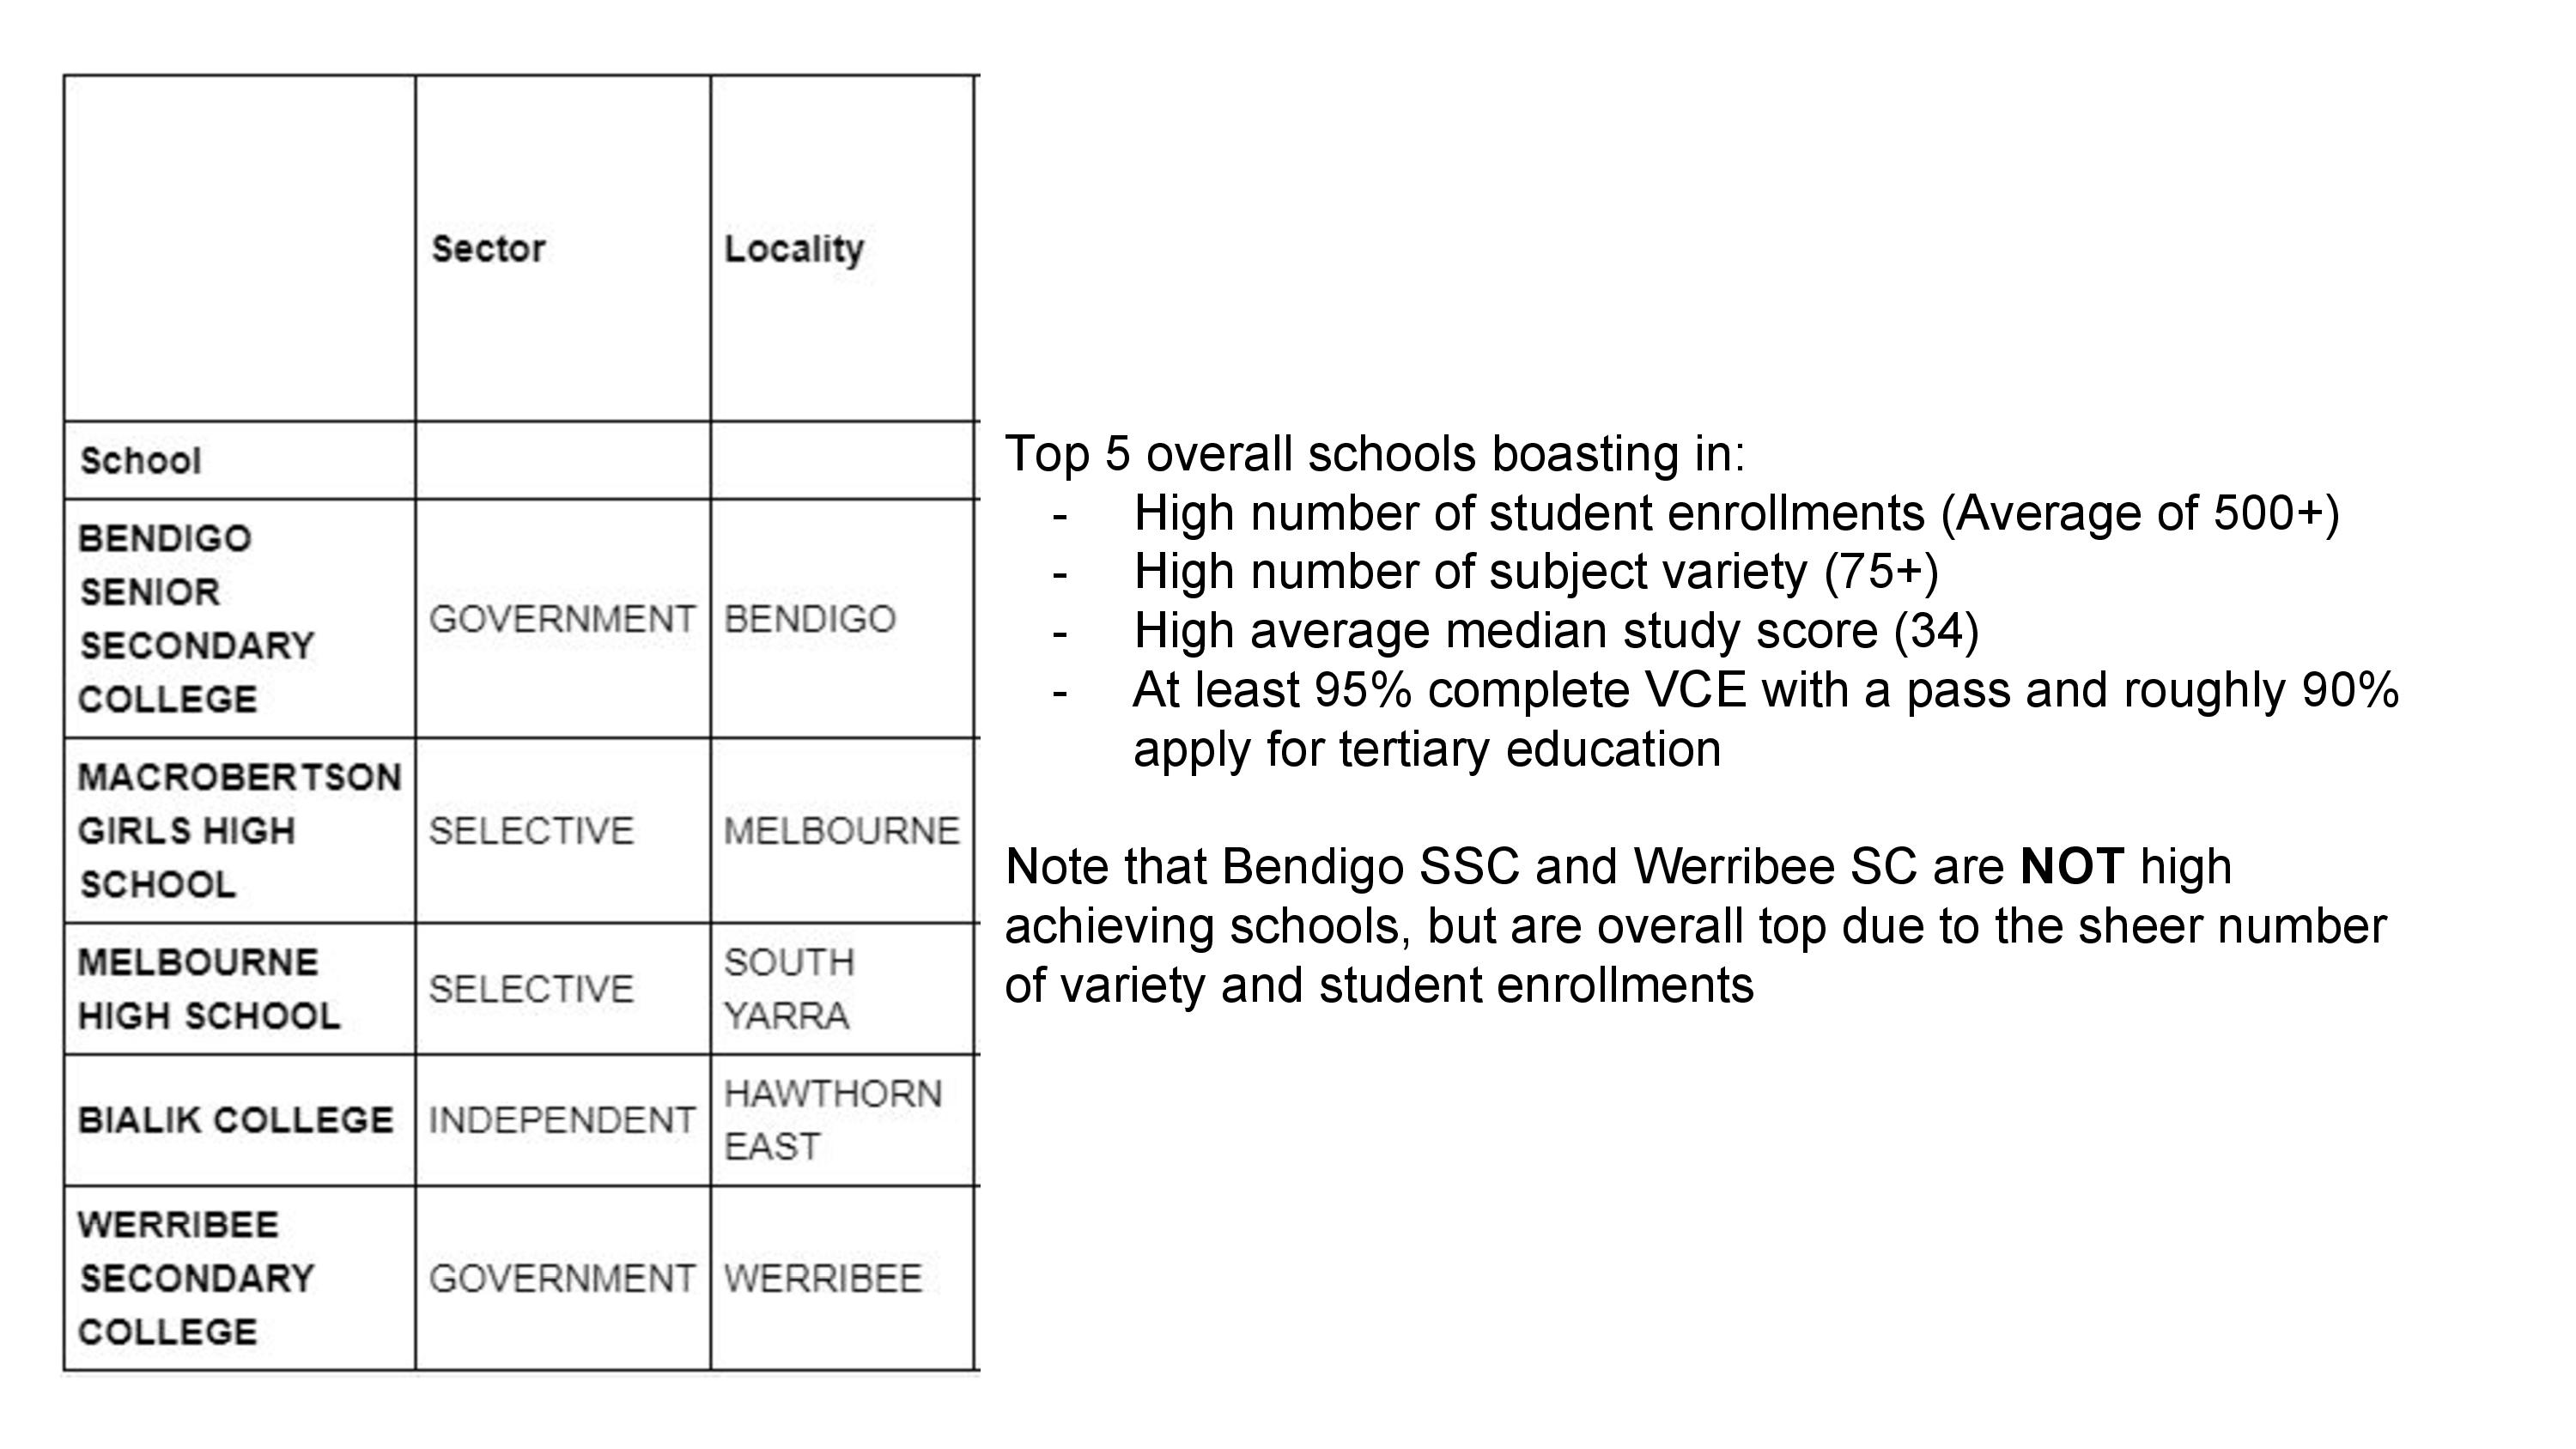 Sector Locality
School
BENDIGO
SENIOR
SECONDARY
COLLEGE
GOVERNMENT
BENDIGO
MACROBERTSON
GIRLS HIGH
SCHOOL
SELECTIVE
MELBOURNE
MELBOURNE
HIGH SCHOOL
SELECTIVE
SOUTH
YARRA
BIALIK COLLEGE
INDEPENDENT
HAWTHORN
EAST
WERRIBEE
SECONDARY
COLLEGE
GOVERNMENT
WERRIBEE
Top 5 overall schools boasting in:
- High number of student enrollments (Average of 500+)
- High number of subject variety (75+)
- High average median study score (34)
- At least 95% complete VCE with a pass and roughly 90%
apply for tertiary education
Note that Bendigo SSC and Werribee SC are NOT high
achieving schools, but are overall top due to the sheer number
of variety and student enrollments